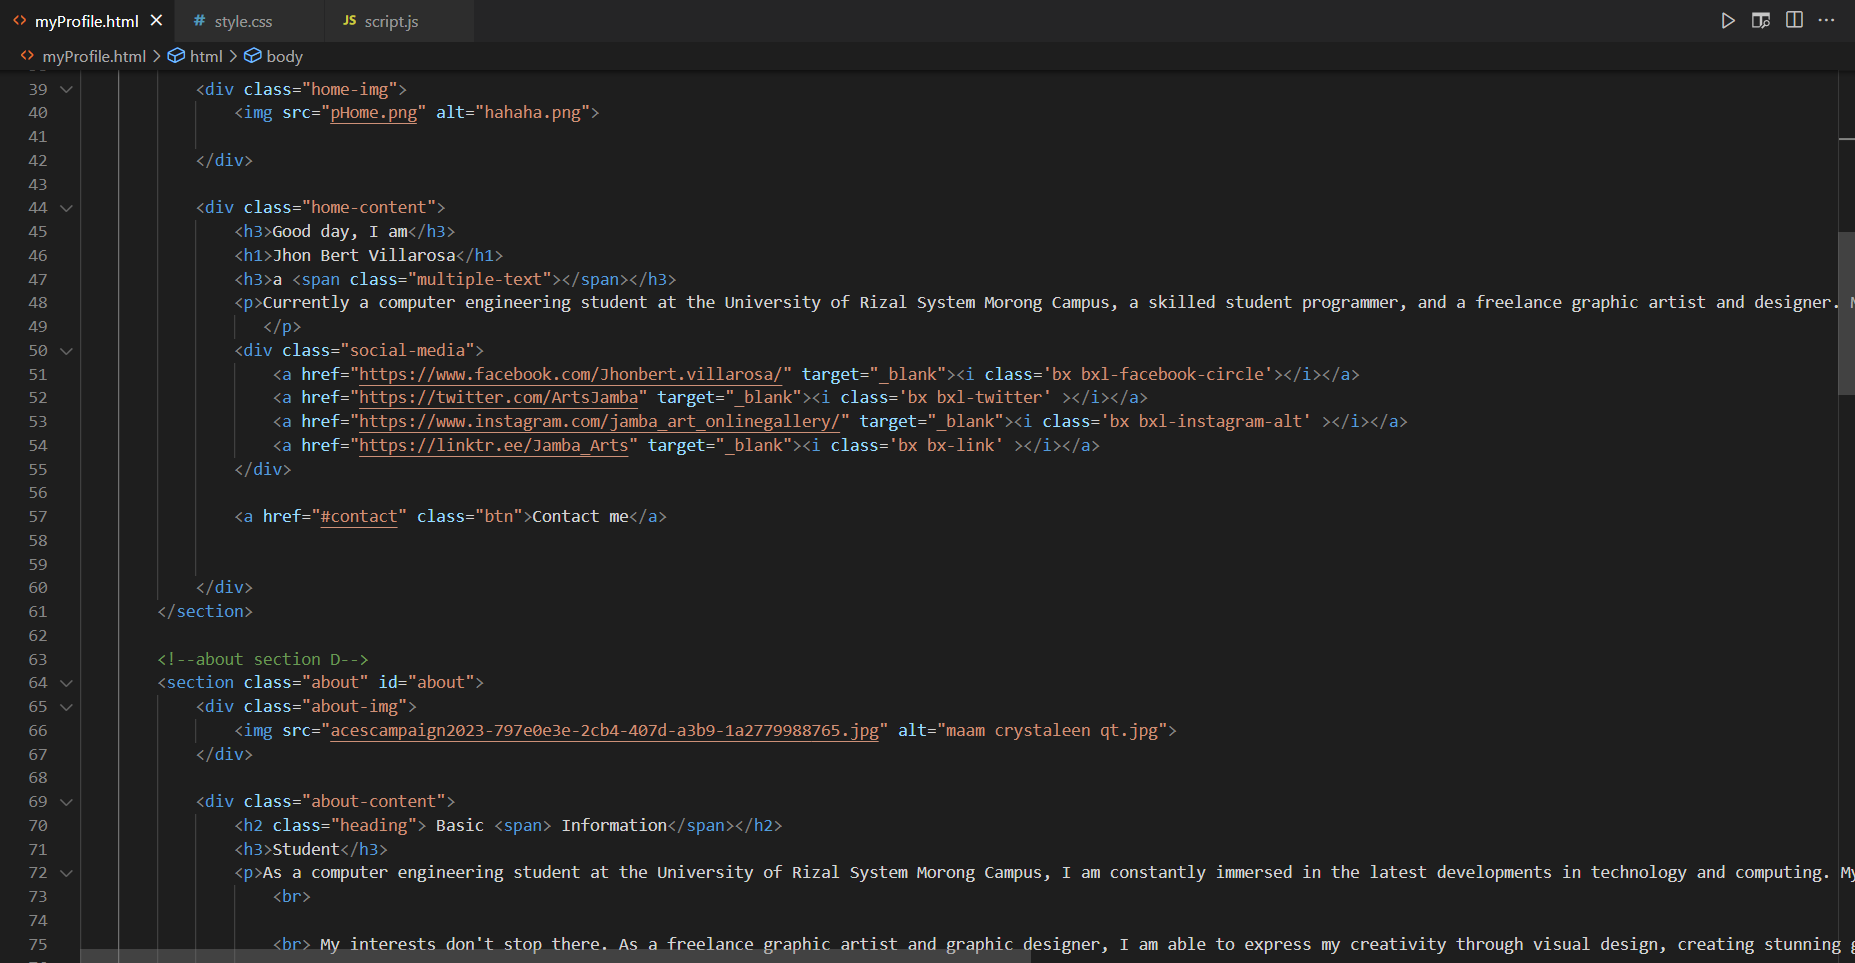 myProfile.html
style.css
JS script.js
myProfile.html > html > body
39 <div class="home-img">
40 <img src="pHome.png" alt="hahaha.png">
41
42 </div>
43
44 <div class="home-content">
45 <h3>Good day, I am</h3>
46 <h1>Jhon Bert Villarosa</h1>
47 <h3>a <span class="multiple-text"></span></h3>
48 <p>Currently a computer engineering student at the University of Rizal System Morong Campus, a skilled student programmer, and a freelance graphic artist and designer.
49 </p>
50 <div class="social-media">
51 <a href="https://www.facebook.com/Jhonbert.villarosa/" target="_blank"><i class='bx bxl-facebook-circle'></i></a>
52 <a href="https://twitter.com/ArtsJamba" target="_blank"><i class='bx bxl-twitter' ></i></a>
53 <a href="https://www.instagram.com/jamba_art_onlinegallery/" target="_blank"><i class='bx bxl-instagram-alt' ></i></a>
54 <a href="https://linktr.ee/Jamba_Arts" target="_blank"><i class='bx bx-link' ></i></a>
55 </div>
56
57 <a href="#contact" class="btn">Contact me</a>
58
59
60 </div>
61 </section>
62
63 <!--about section D-->
64 <section class="about" id="about">
65 <div class="about-img">
66 <img src="acescampaign2023-797e0e3e-2cb4-407d-a3b9-1a2779988765.jpg" alt="maam crystaleen qt.jpg">
67 </div>
68
69 <div class="about-content">
70 <h2 class="heading"> Basic <span> Information</span></h2>
71 <h3>Student</h3>
72 <p>As a computer engineering student at the University of Rizal System Morong Campus, I am constantly immersed in the latest developments in technology and computing. My
73 <br>
74
75 <br> My interests don't stop there. As a freelance graphic artist and graphic designer, I am able to express my creativity through visual design, creating stunning